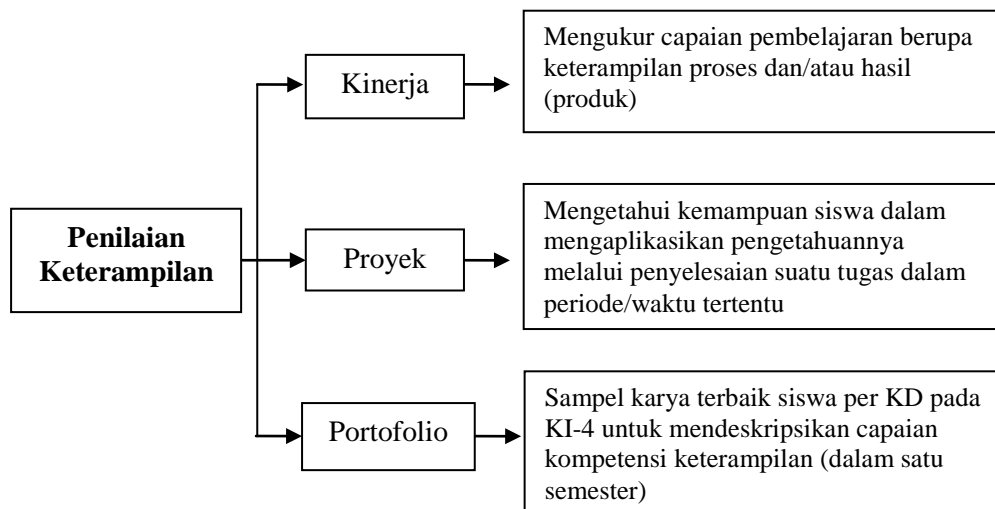 Penilaian
Keterampilan
Kinerja
Mengukur capaian pembelajaran berupa
keterampilan proses dan/atau hasil
(produk)
Proyek
Mengetahui kemampuan siswa dalam
mengaplikasikan pengetahuannya
melalui penyelesaian suatu tugas dalam
periode/waktu tertentu
Portofolio
Sampel karya terbaik siswa per KD pada
KI-4 untuk mendeskripsikan capaian
kompetensi keterampilan (dalam satu
semester)